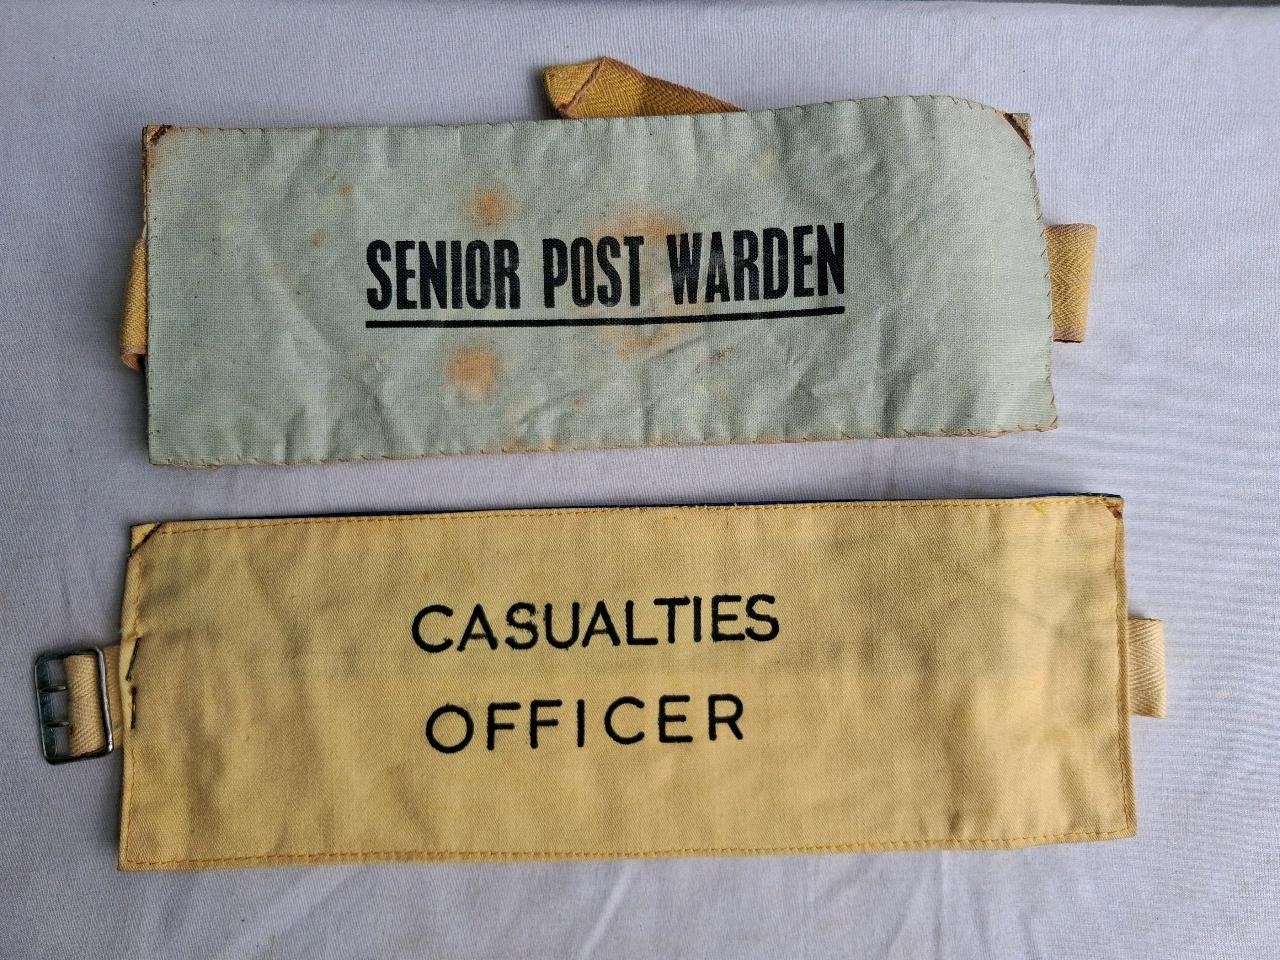 SENIOR POST WARDEN
CASUALTIES
OFFICER